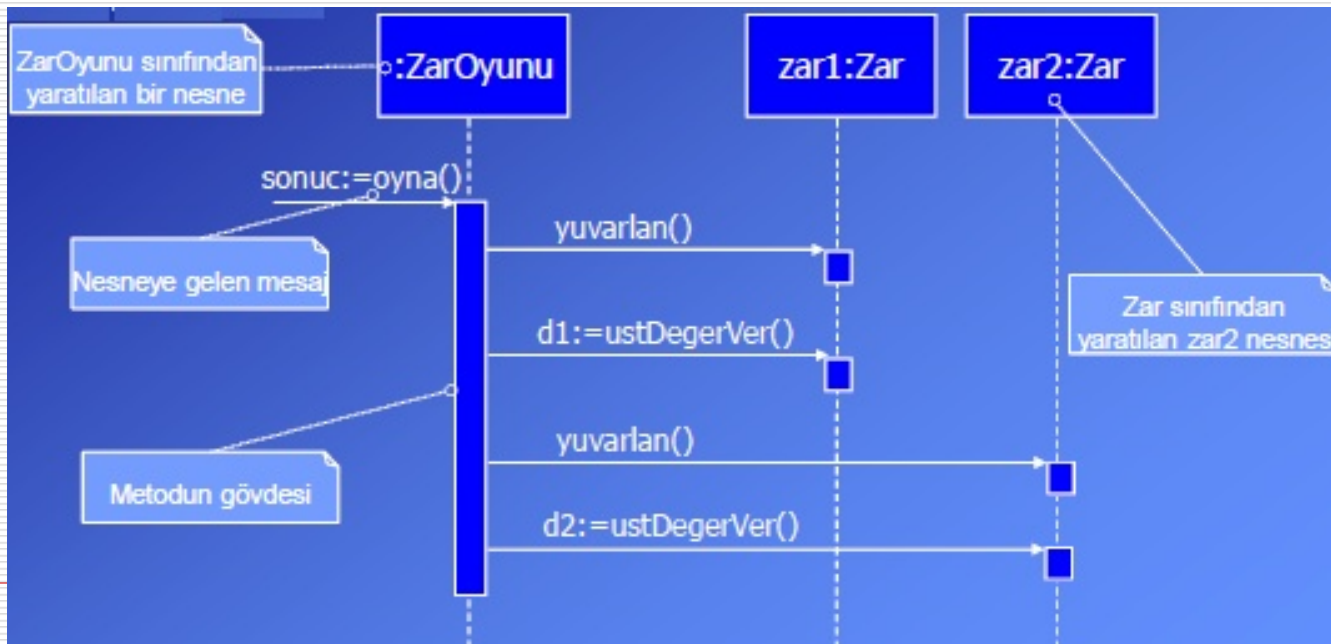 ZarOyunu sınıfından
yaratılan bir nesne
:ZarOyunu
zar1:Zar
zar2:Zar
sonuc:=oyna()
yuvarlan()
Nesneye gelen mesaj
Zar sınıfından
yaratılan zar2 nesnes
d1:=ustDegerVer()
yuvarlan()
Metodun gövdesi
d2:=ustDegerVer()